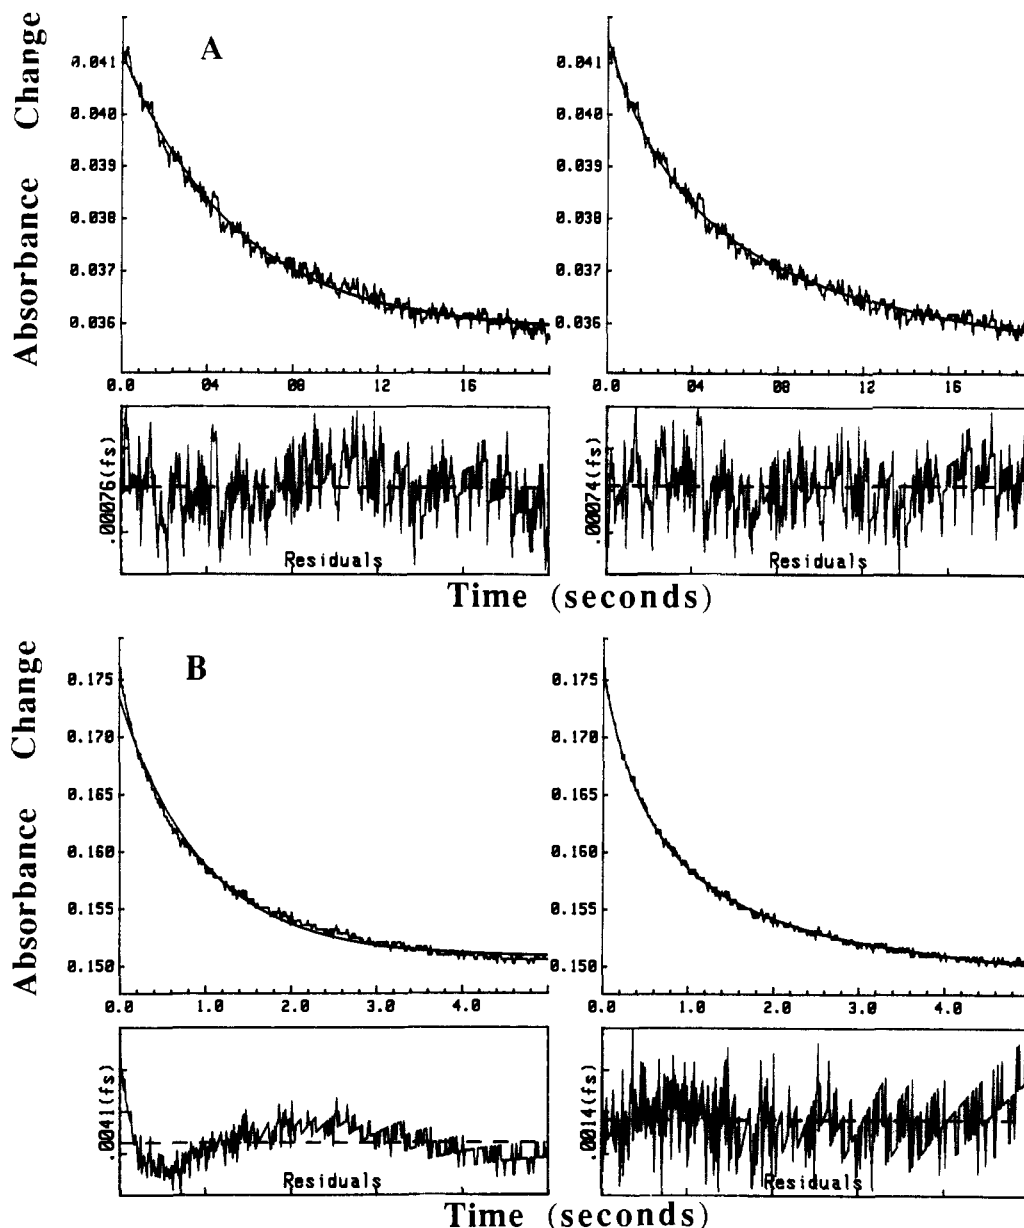 Absorbance Change
A
0.041
0.040
0.039
0.038
0.037
0.036
0.0 04 08 12 16
0.041
0.040
0.039
0.038
0.037
0.036
0.0 04 08 12 16
.00076(fs)
Residuals
.00074(fs)
Residuals
Time (seconds)
Absorbance Change
B
0.175
0.170
0.165
0.160
0.155
0.150
0.0 1.0 2.0 3.0 4.0
0.175
0.170
0.165
0.160
0.155
0.150
0.0 1.0 2.0 3.0 4.0
.0041(fs)
Residuals
.0014(fs)
Residuals
Time (seconds)